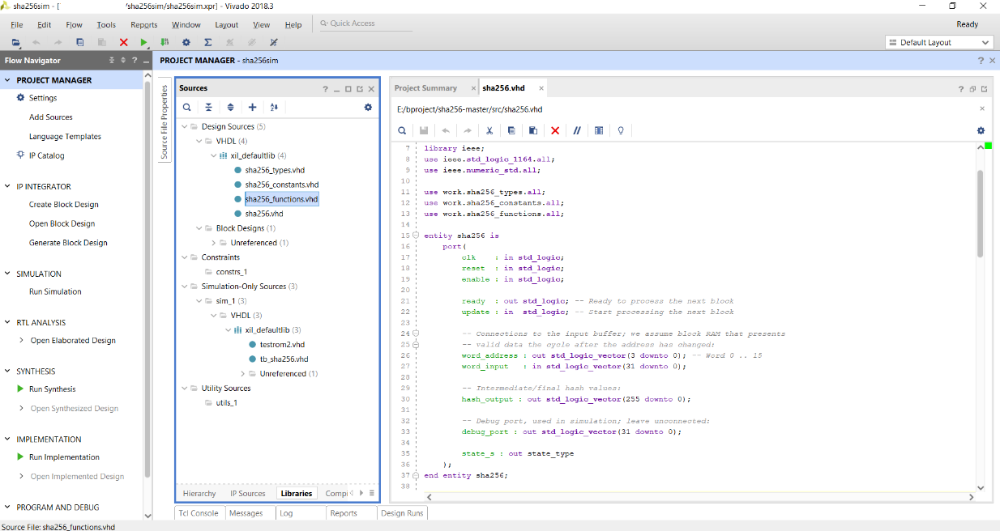 sha256sim - [ 'sha256sim/sha256sim.xpr] - Vivado 2018.3
File Edit Flow Tools Reports Window Layout View Help Quick Access Ready
Default Layout
Flow Navigator
PROJECT MANAGER - sha256sim
PROJECT MANAGER
Settings
Add Sources
Language Templates
IP Catalog
IP INTEGRATOR
Create Block Design
Open Block Design
Generate Block Design
SIMULATION
Run Simulation
RTL ANALYSIS
Open Elaborated Design
SYNTHESIS
Run Synthesis
Open Synthesized Design
IMPLEMENTATION
Run Implementation
Open Implemented Design
PROGRAM AND DEBUG
Source File Properties
Sources
Design Sources (5)
VHDL (4)
xil_defaultlib (4)
sha256_types.vhd
sha256_constants.vhd
sha256_functions.vhd
sha256.vhd
Block Designs (1)
Unreferenced (1)
Constraints
constrs_1
Simulation-Only Sources (3)
sim_1 (3)
VHDL (3)
xil_defaultlib (3)
testrom2.vhd
tb_sha256.vhd
Unreferenced (1)
Utility Sources
utils_1
Hierarchy IP Sources Libraries Compi
Project Summary sha256.vhd
E:/bproject/sha256-master/src/sha256.vhd
7 library ieee;
8 use ieee.std_logic_1164.all;
9 use ieee.numeric_std.all;
10
11 use work.sha256_types.all;
12 use work.sha256_constants.all;
13 use work.sha256_functions.all;
14
15 entity sha256 is
16 port(
17 clk : in std_logic;
18 reset : in std_logic;
19 enable : in std_logic;
20
21 ready : out std_logic; -- Ready to process the next block
22 update : in std_logic; -- Start processing the next block
23
24 -- Connections to the input buffer; we assume block RAM that presents
25 -- valid data the cycle after the address has changed:
26 word_address : out std_logic_vector(3 downto 0); -- Word 0 .. 15
27 word_input : in std_logic_vector(31 downto 0);
28
29 -- Intermediate/final hash values:
30 hash_output : out std_logic_vector(255 downto 0);
31
32 -- Debug port, used in simulation; leave unconnected:
33 debug_port : out std_logic_vector(31 downto 0);
34
35 state_s : out state_type
36 );
37 end entity sha256;
38
Tcl Console Messages Log Reports Design Runs
Source File: sha256_functions.vhd